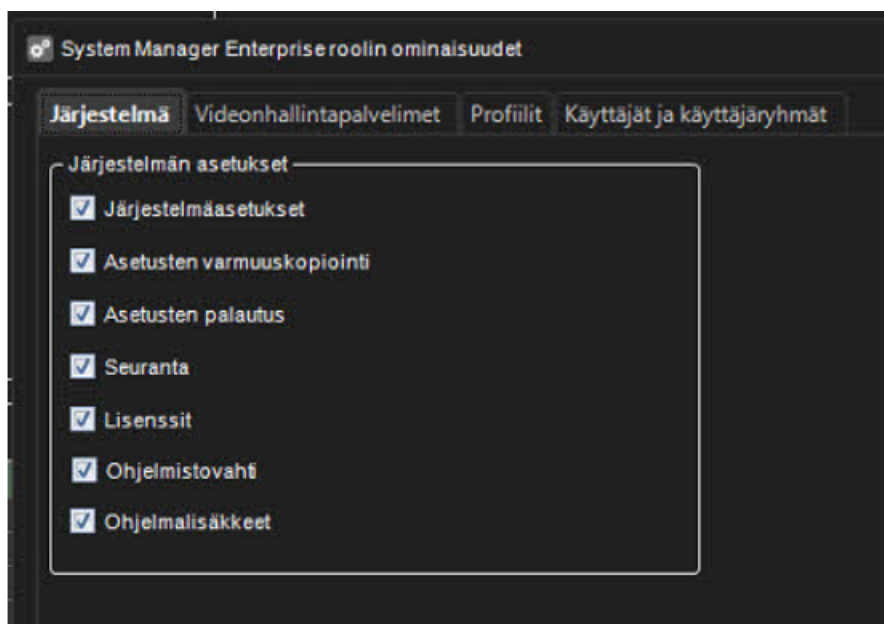 System Manager Enterprise roolin ominaisuudet
Järjestelmä Videonhallintapalvelimet Profiilit Käyttäjät ja käyttäjäryhmät
Järjestelmän asetukset
Järjestelmäasetukset
Asetusten varmuuskopiointi
Asetusten palautus
Seuranta
Lisenssit
Ohjelmistovahti
Ohjelmalisäkkeet